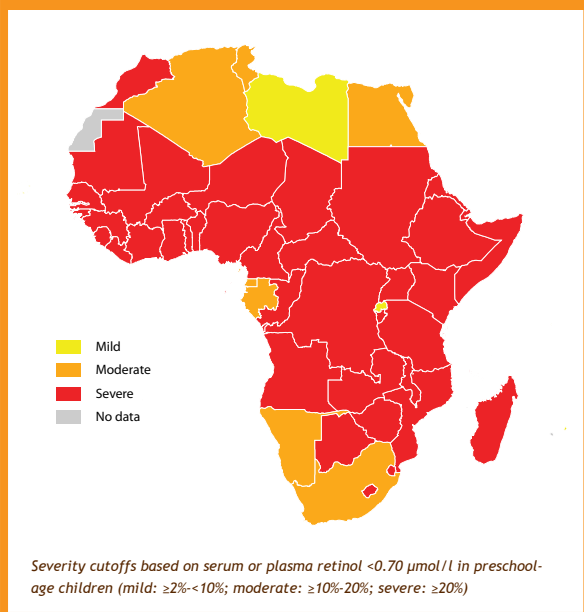 Mild
Moderate
Severe
No data
Severity cutoffs based on serum or plasma retinol <0.70 µmol/l in preschool-
age children (mild: ≥2%-<10%; moderate: ≥10%-20%; severe: ≥20%)